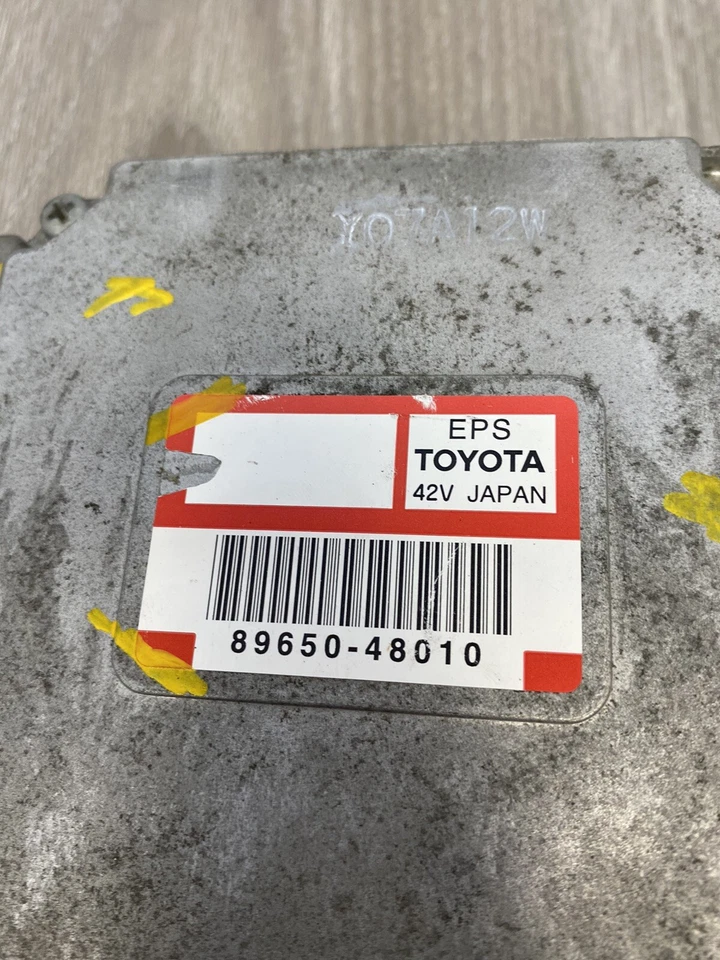 Y07A12W
EPS
TOYOTA
42V JAPAN
89650-48010